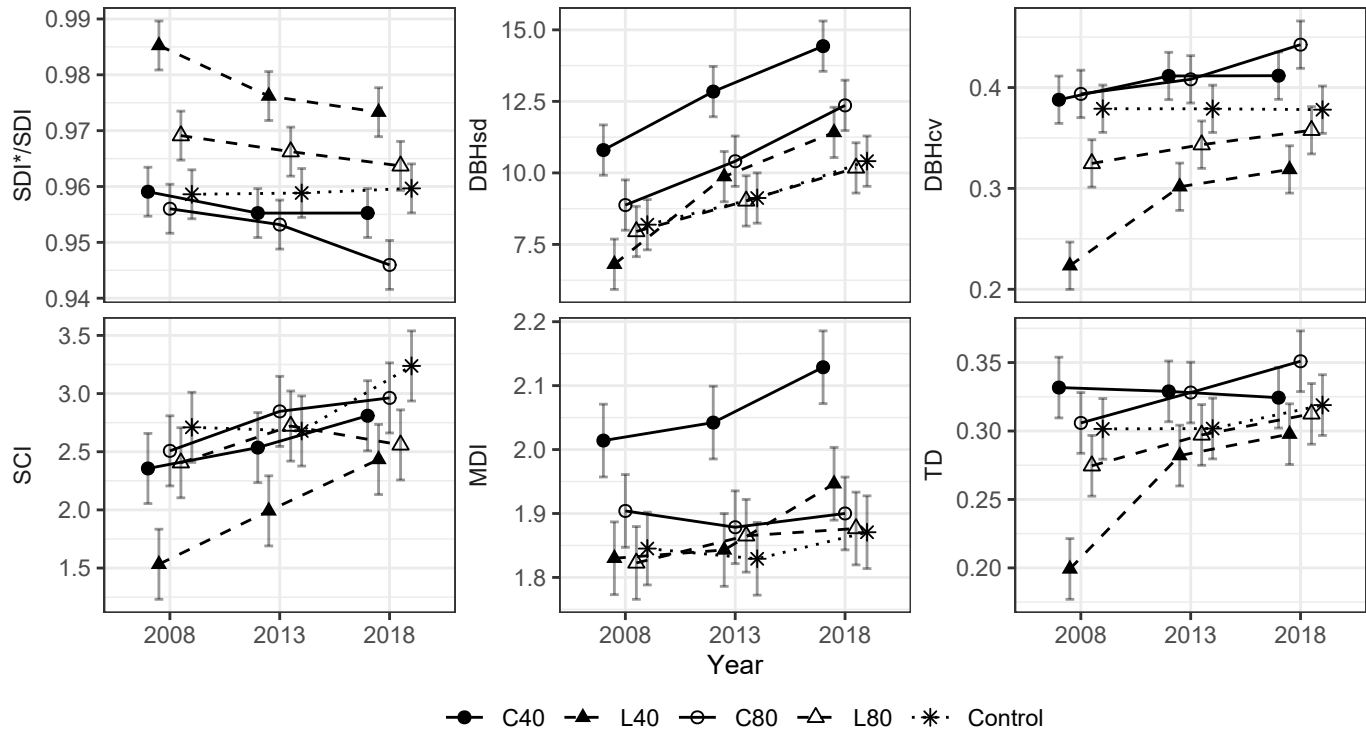 SDI*/SDI
0.99
0.98
0.97
0.96
0.95
0.94
DBHsd
15.0
12.5
10.0
7.5
DBHcv
0.4
0.3
0.2
SCI
3.5
3.0
2.5
2.0
1.5
MDI
2.2
2.1
2.0
1.9
1.8
TD
0.35
0.30
0.25
0.20
2008 2013 2018
2008 2013 2018
2008 2013 2018
Year
C40 L40 C80 L80 Control